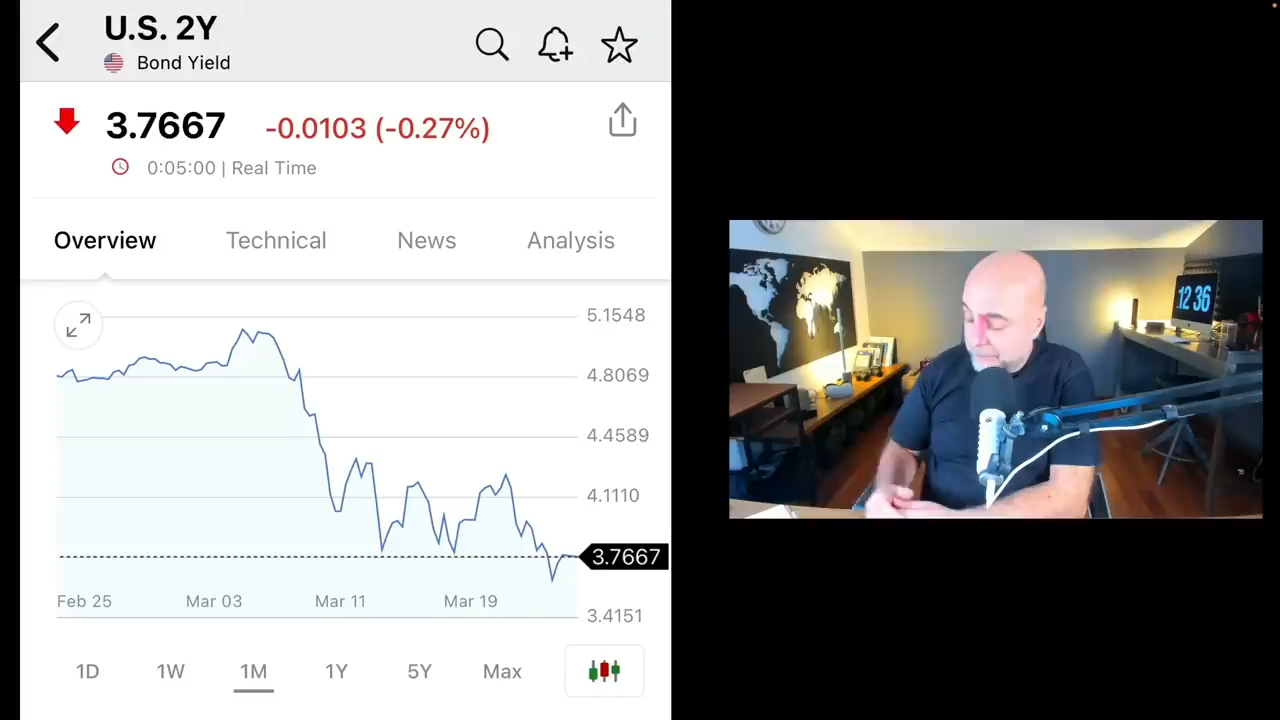 U.S. 2Y
Bond Yield
3.7667 -0.0103 (-0.27%)
0:05:00 | Real Time
Overview Technical News Analysis
5.1548
4.8069
4.4589
4.1110
3.7667
Feb 25 Mar 03 Mar 11 Mar 19
3.4151
1D 1W 1M 1Y 5Y Max
12 36